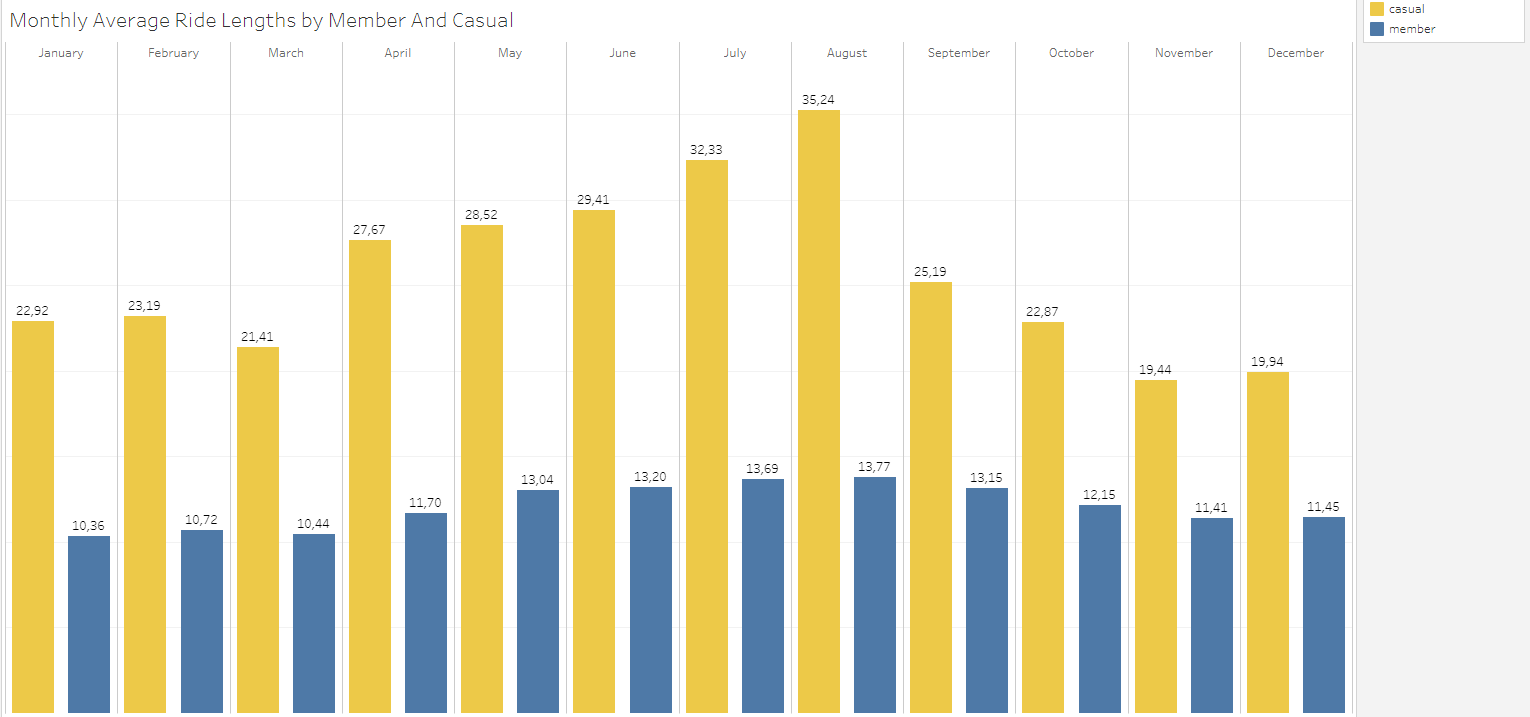 Monthly Average Ride Lengths by Member And Casual
casual
member
January February March April May June July August September October November December
22,92 10,36 23,19 10,72 21,41 10,44 27,67 11,70 28,52 13,04 29,41 13,20 32,33 13,69 35,24 13,77 25,19 13,15 22,87 12,15 19,44 11,41 19,94 11,45